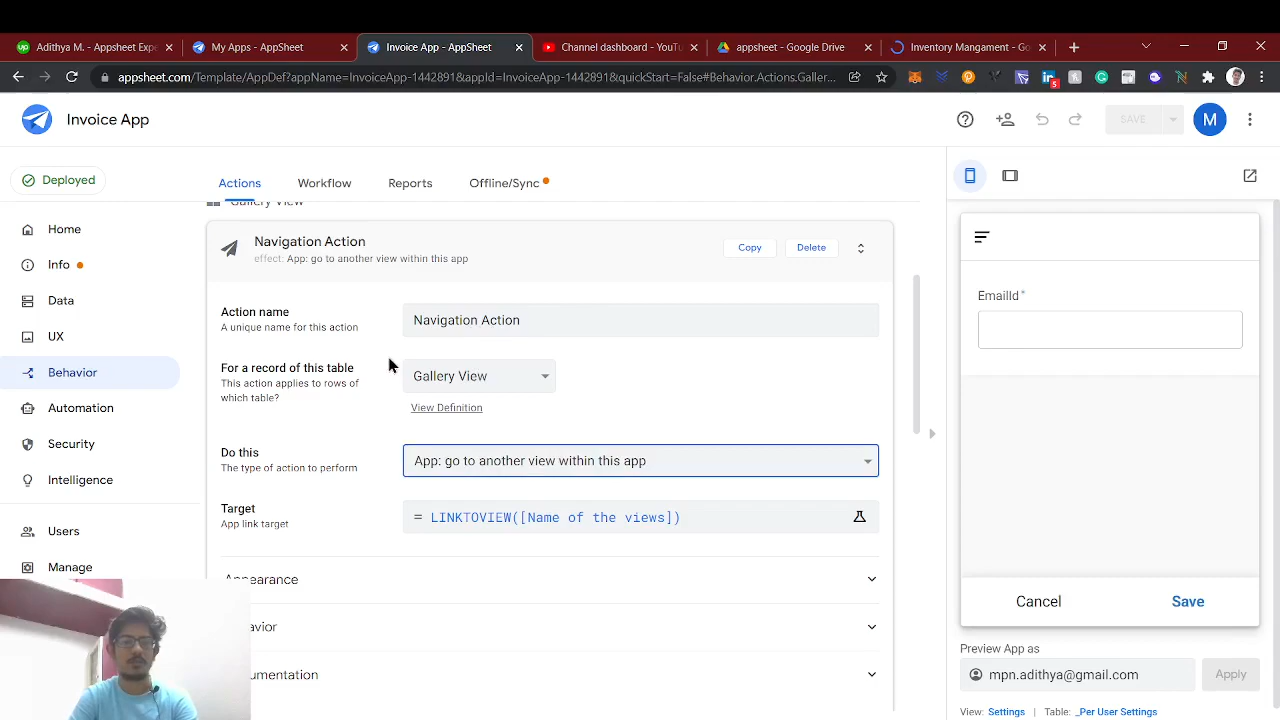 Adithya M. - AppSheet Exp
My Apps - AppSheet
Invoice App - AppSheet
Channel dashboard - YouTu
appsheet - Google Drive
Inventory Mangament - Go
appsheet.com/Template/AppDef?appName=InvoiceApp-1442891&appId=InvoiceApp-1442891&quickStart=False#Behavior.Actions.Galler...
5
Invoice App
SAVE
M
Deployed
Actions
Workflow
Reports
Offline/Sync
Home
Info
Data
UX
Behavior
Automation
Security
Intelligence
Users
Manage
Gallery View
Navigation Action
effect: App: go to another view within this app
Copy
Delete
Action name
A unique name for this action
Navigation Action
For a record of this table
This action applies to rows of
which table?
Gallery View
View Definition
Do this
The type of action to perform
App: go to another view within this app
Target
App link target
= LINKTOVIEW([Name of the views])
Appearance
avior
umentation
EmailId*
Cancel
Save
Preview App as
mpn.adithya@gmail.com
Apply
View: Settings | Table: _Per User Settings